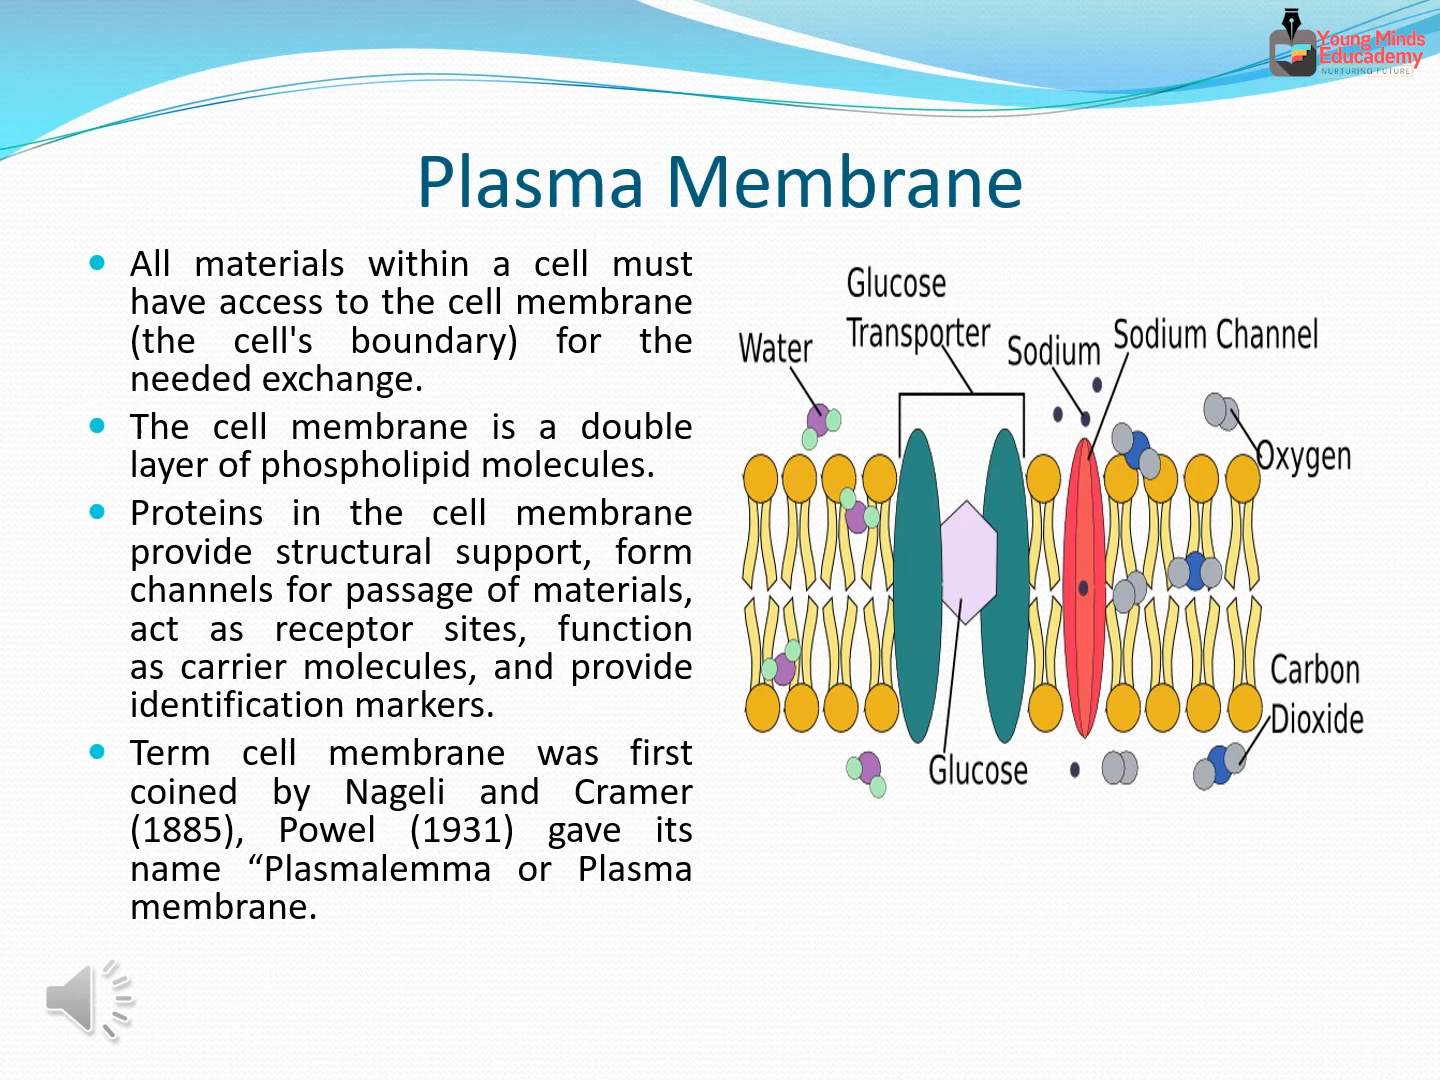 Young Minds
Educademy
NURTURING FUTURE
Plasma Membrane
All materials within a cell must
have access to the cell membrane
(the cell's boundary) for the
needed exchange.
The cell membrane is a double
layer of phospholipid molecules.
Proteins in the cell membrane
provide structural support, form
channels for passage of materials,
act as receptor sites, function
as carrier molecules, and provide
identification markers.
Term cell membrane was first
coined by Nageli and Cramer
(1885), Powel (1931) gave its
name “Plasmalemma or Plasma
membrane.
Glucose
Transporter
Water
Sodium
Sodium Channel
Oxygen
Carbon
Dioxide
Glucose